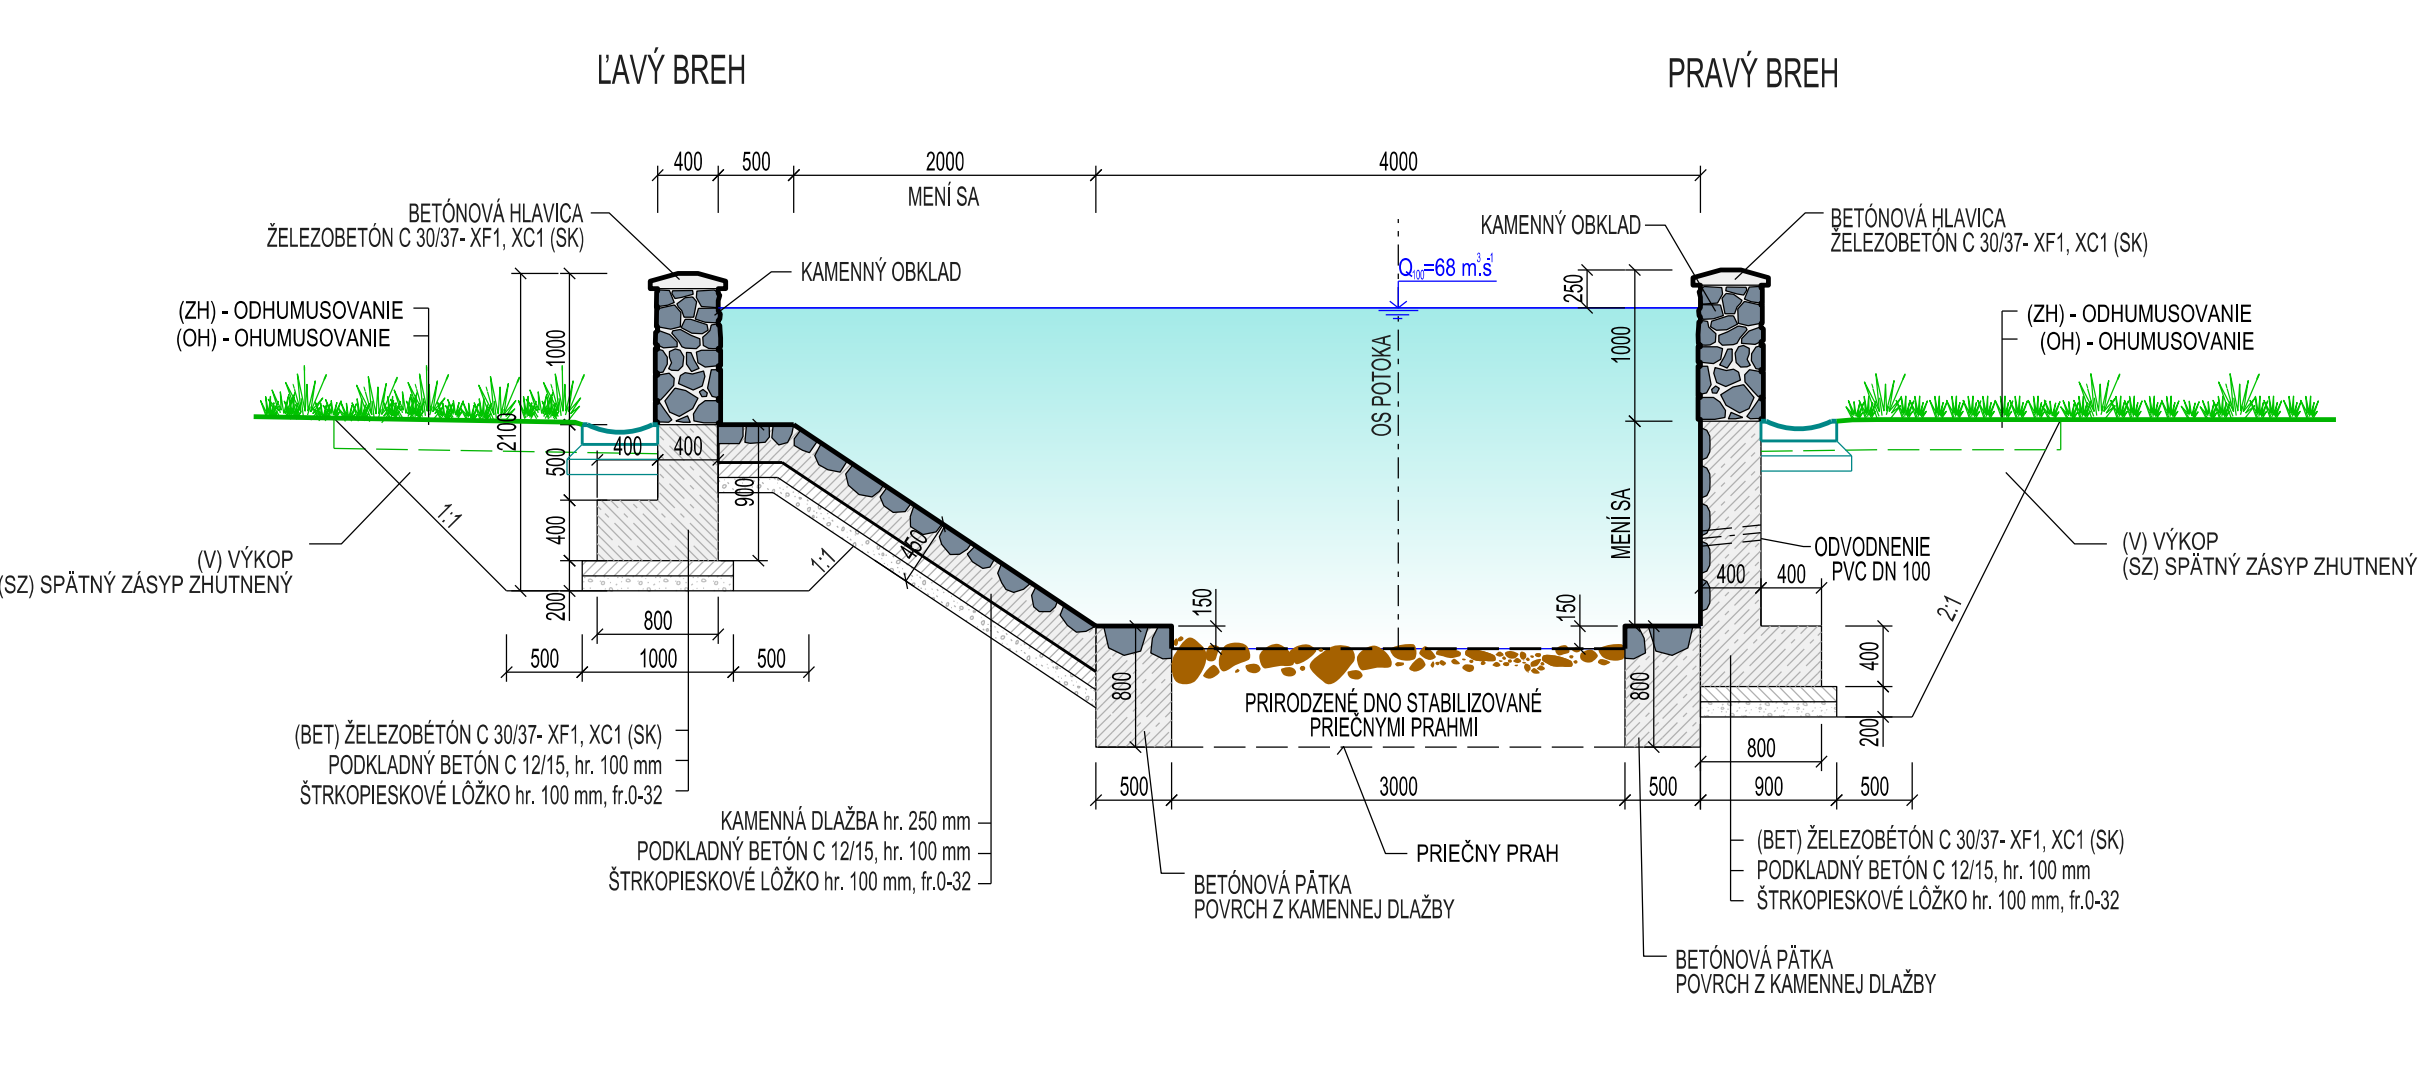 ĽAVÝ BREH
PRAVÝ BREH
400
500
2000
MENÍ SA
4000
BETÓNOVÁ HLAVICA
ŽELEZOBETÓN C 30/37- XF1, XC1 (SK)
KAMENNÝ OBKLAD
KAMENNÝ OBKLAD
BETÓNOVÁ HLAVICA
ŽELEZOBETÓN C 30/37- XF1, XC1 (SK)
Q100=68 m3.s-1
250
(ZH) - ODHUMUSOVANIE
(OH) - OHUMUSOVANIE
(ZH) - ODHUMUSOVANIE
(OH) - OHUMUSOVANIE
1000
1000
OS POTOKA
2100
400
400
500
900
400
200
1:1
1:1
450
MENÍ SA
(V) VÝKOP
(SZ) SPÄTNÝ ZÁSYP ZHUTNENÝ
ODVODNENIE
PVC DN 100
(V) VÝKOP
(SZ) SPÄTNÝ ZÁSYP ZHUTNENÝ
400
400
2:1
150
150
800
500
1000
500
800
800
400
200
PRIRODZENÉ DNO STABILIZOVANÉ
PRIEČNYMI PRAHMI
800
500
3000
500
900
500
(BET) ŽELEZOBÉTÓN C 30/37- XF1, XC1 (SK)
PODKLADNÝ BETÓN C 12/15, hr. 100 mm
ŠTRKOPIESKOVÉ LÔŽKO hr. 100 mm, fr.0-32
KAMENNÁ DLAŽBA hr. 250 mm
PODKLADNÝ BETÓN C 12/15, hr. 100 mm
ŠTRKOPIESKOVÉ LÔŽKO hr. 100 mm, fr.0-32
PRIEČNY PRAH
BETÓNOVÁ PÄTKA
POVRCH Z KAMENNEJ DLAŽBY
(BET) ŽELEZOBÉTÓN C 30/37- XF1, XC1 (SK)
PODKLADNÝ BETÓN C 12/15, hr. 100 mm
ŠTRKOPIESKOVÉ LÔŽKO hr. 100 mm, fr.0-32
BETÓNOVÁ PÄTKA
POVRCH Z KAMENNEJ DLAŽBY